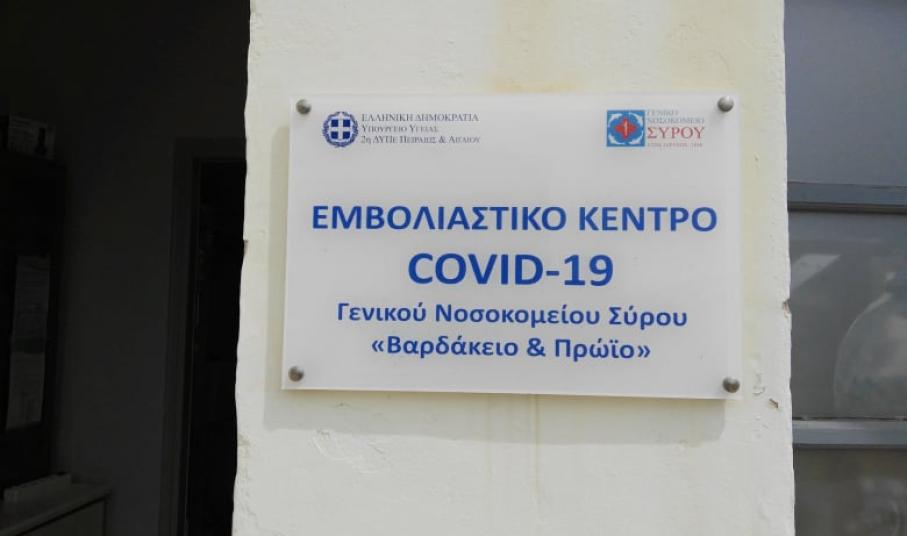 ΕΛΛΗΝΙΚΗ ΔΗΜΟΚΡΑΤΙΑ
ΥΠΟΥΡΓΕΙΟ ΥΓΕΙΑΣ
2η ΔΥΠε ΠΕΙΡΑΙΩΣ & ΑΙΓΑΙΟΥ
ΓΕΝΙΚΟ
ΝΟΣΟΚΟΜΕΙΟ
ΣΥΡΟΥ
ΕΜΒΟΛΙΑΣΤΙΚΟ ΚΕΝΤΡΟ
COVID-19
Γενικού Νοσοκομείου Σύρου
«Βαρδάκειο & Πρώϊο»